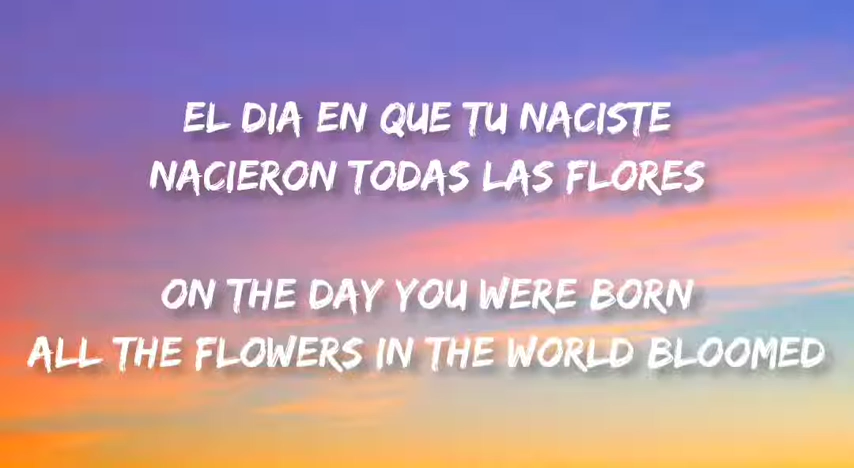 EL DIA EN QUE TU NACISTE
NACIERON TODAS LAS FLORES
ON THE DAY YOU WERE BORN
ALL THE FLOWERS IN THE WORLD BLOOMED